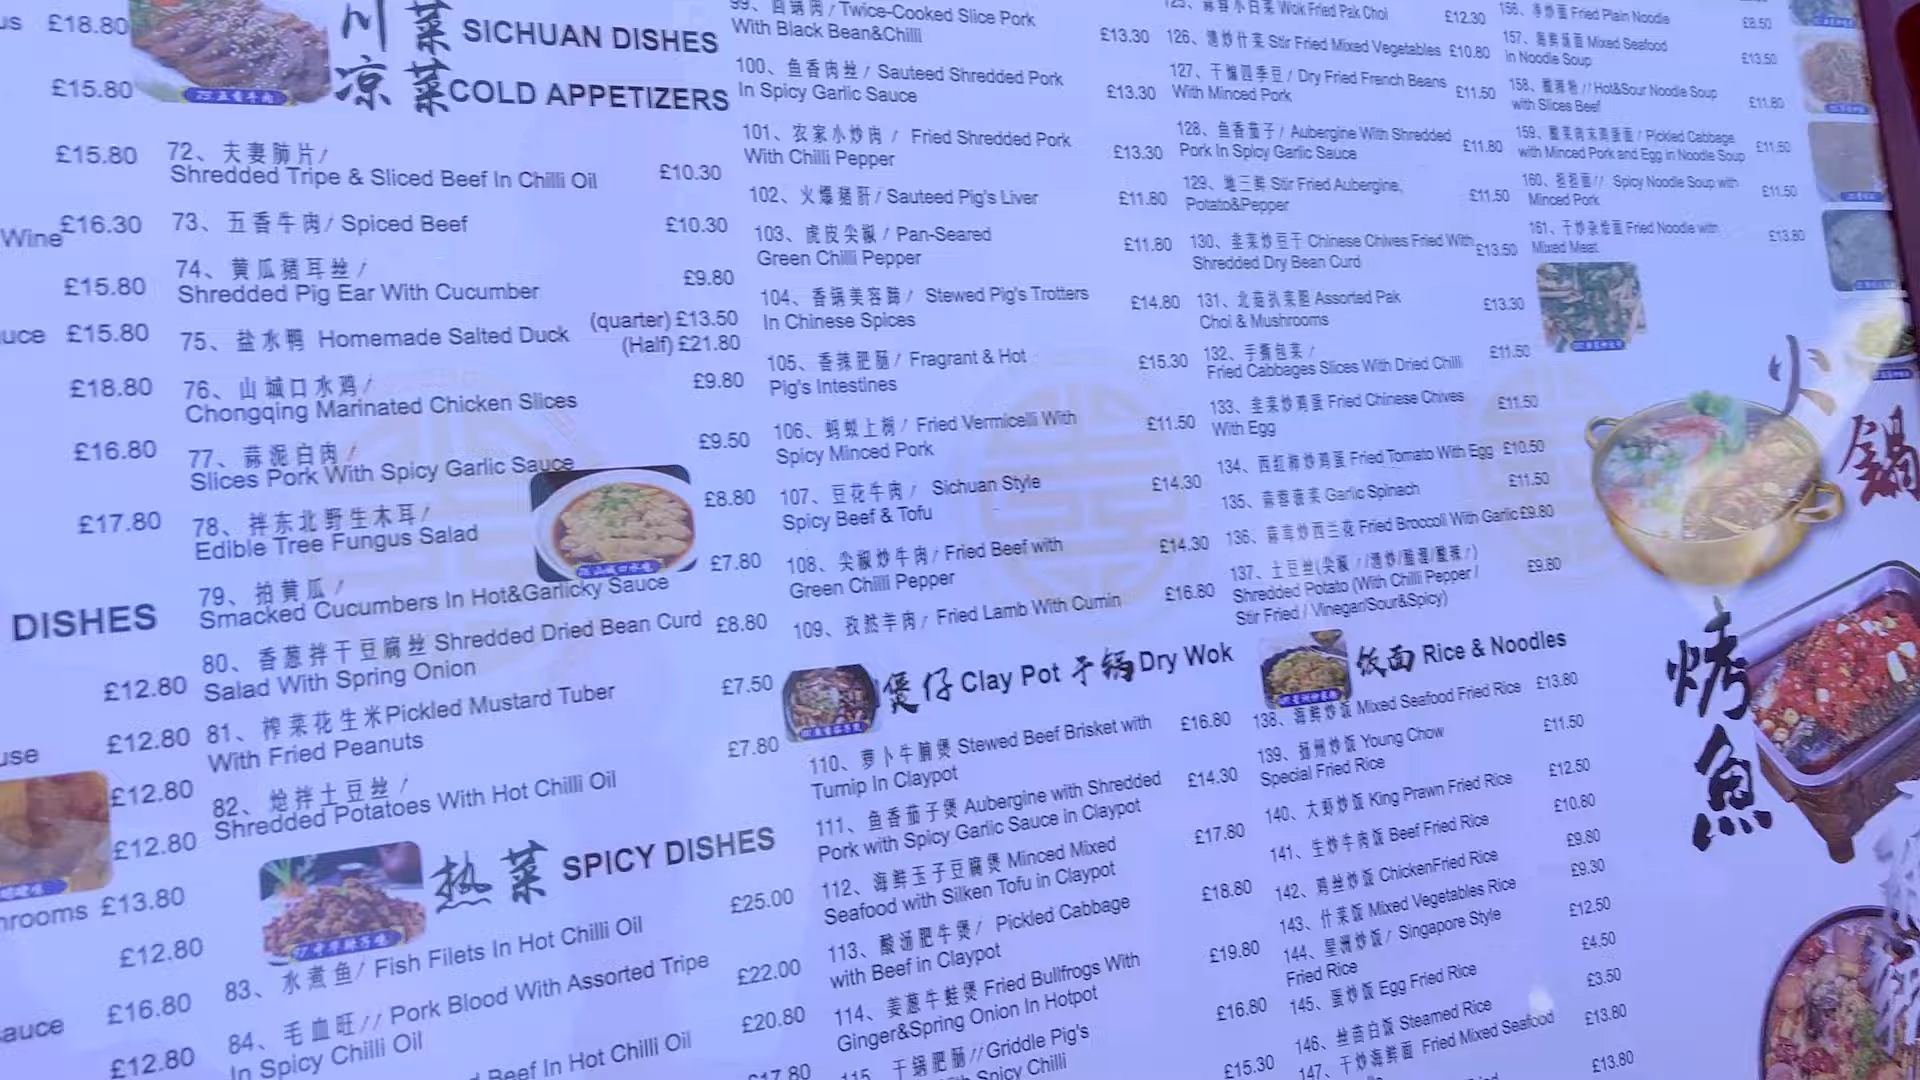 us £18.80
£15.80
£15.80
Wine £16.30
£15.80
uce £15.80
£18.80
£16.80
£17.80
DISHES
£12.80
use £12.80
£12.80
£12.80
hrooms £13.80
£12.80
auce £16.80
£12.80
川菜 SICHUAN DISHES
凉菜 COLD APPETIZERS
72、夫妻肺片/
Shredded Tripe & Sliced Beef In Chilli Oil £10.30
73、五香牛肉/ Spiced Beef £10.30
74、黄瓜猪耳丝/
Shredded Pig Ear With Cucumber £9.80
75、盐水鸭 Homemade Salted Duck (quarter) £13.50
(Half) £21.80
76、山城口水鸡/ £9.80
Chongqing Marinated Chicken Slices
77、蒜泥白肉/ £9.50
Slices Pork With Spicy Garlic Sauce
78、拌东北野生木耳/ £8.80
Edible Tree Fungus Salad
79、拍黄瓜/ £7.80
Smacked Cucumbers In Hot&Garlicky Sauce
80、香葱拌干豆腐丝 Shredded Dried Bean Curd £8.80
Salad With Spring Onion
81、榨菜花生米Pickled Mustard Tuber £7.50
With Fried Peanuts
82、炝拌土豆丝/ £7.80
Shredded Potatoes With Hot Chilli Oil
热菜 SPICY DISHES
83、水煮鱼/ Fish Filets In Hot Chilli Oil £25.00
84、毛血旺// Pork Blood With Assorted Tripe £22.00
In Spicy Chilli Oil
Beef In Hot Chilli Oil £20.80
£17.80
99、回锅肉/Twice-Cooked Slice Pork
With Black Bean&Chilli £13.30
100、鱼香肉丝/ Sauteed Shredded Pork
In Spicy Garlic Sauce £13.30
101、农家小炒肉/ Fried Shredded Pork
With Chilli Pepper £13.30
102、火爆猪肝/Sauteed Pig's Liver £11.80
103、虎皮尖椒/ Pan-Seared
Green Chilli Pepper £11.80
104、香锅美容蹄/ Stewed Pig's Trotters £14.80
In Chinese Spices
105、香辣肥肠/ Fragrant & Hot £15.30
Pig's Intestines
106、蚂蚁上树/ Fried Vermicelli With £11.50
Spicy Minced Pork
107、豆花牛肉/ Sichuan Style £14.30
Spicy Beef & Tofu
108、尖椒炒牛肉/Fried Beef with £14.30
Green Chilli Pepper
109、孜然羊肉/ Fried Lamb With Cumin £16.80
煲仔Clay Pot 干锅Dry Wok
110、萝卜牛腩煲 Stewed Beef Brisket with £16.80
Turnip In Claypot
111、鱼香茄子煲 Aubergine with Shredded £14.30
Pork with Spicy Garlic Sauce in Claypot
112、海鲜玉子豆腐煲 Minced Mixed £17.80
Seafood with Silken Tofu in Claypot
113、酸汤肥牛煲/ Pickled Cabbage £18.80
with Beef in Claypot
114、姜葱牛蛙煲 Fried Bullfrogs With £19.80
Ginger&Spring Onion In Hotpot
115、干锅肥肠//Griddle Pig's £16.80
Spicy Chilli
£15.30
125、蒜蓉小白菜 Wok Fried Pak Choi £12.30
126、清炒什菜 Stir Fried Mixed Vegetables £10.80
127、干煸四季豆/ Dry Fried French Beans
With Minced Pork £11.50
128、鱼香茄子/ Aubergine With Shredded
Pork In Spicy Garlic Sauce £11.80
129、地三鲜 Stir Fried Aubergine,
Potato&Pepper £11.50
130、韭菜炒豆干 Chinese Chives Fried With £13.50
Shredded Dry Bean Curd
131、北菇扒菜胆 Assorted Pak
Choi & Mushrooms £13.30
132、手撕包菜/
Fried Cabbages Slices With Dried Chilli £11.50
133、韭菜炒鸡蛋 Fried Chinese Chives £11.50
With Egg
134、西红柿炒鸡蛋 Fried Tomato With Egg £10.50
135、蒜蓉菠菜 Garlic Spinach £11.50
136、蒜茸炒西兰花 Fried Broccoli With Garlic £9.80
137、土豆丝(尖椒//清炒/醋溜/酸辣/)
Shredded Potato (With Chilli Pepper / £9.80
Stir Fried / Vinegar/Sour&Spicy)
饭面 Rice & Noodles
138、海鲜炒饭 Mixed Seafood Fried Rice £13.80
139、扬州炒饭 Young Chow £11.50
Special Fried Rice
140、大虾炒饭 King Prawn Fried Rice £12.50
141、生炒牛肉饭 Beef Fried Rice £10.80
142、鸡丝炒饭 ChickenFried Rice £9.80
143、什菜饭 Mixed Vegetables Rice £9.30
144、星洲炒饭/ Singapore Style £12.50
Fried Rice
145、蛋炒饭 Egg Fried Rice £4.50
146、丝苗白饭 Steamed Rice £3.50
147、干炒海鲜面 Fried Mixed Seafood £13.80
£13.80
156、净炒面 Fried Plain Noodle £8.50
157、海鲜汤面 Mixed Seafood
in Noodle Soup £13.50
158、酸辣粉//Hot&Sour Noodle Soup
with Slices Beef £11.80
159、酸菜肉末鸡蛋面/ Pickled Cabbage
with Minced Pork and Egg in Noodle Soup £11.50
160、担担面// Spicy Noodle Soup with
Minced Pork £11.50
161、干炒杂烩面 Fried Noodle with
Mixed Meat £13.80
火锅
烤魚